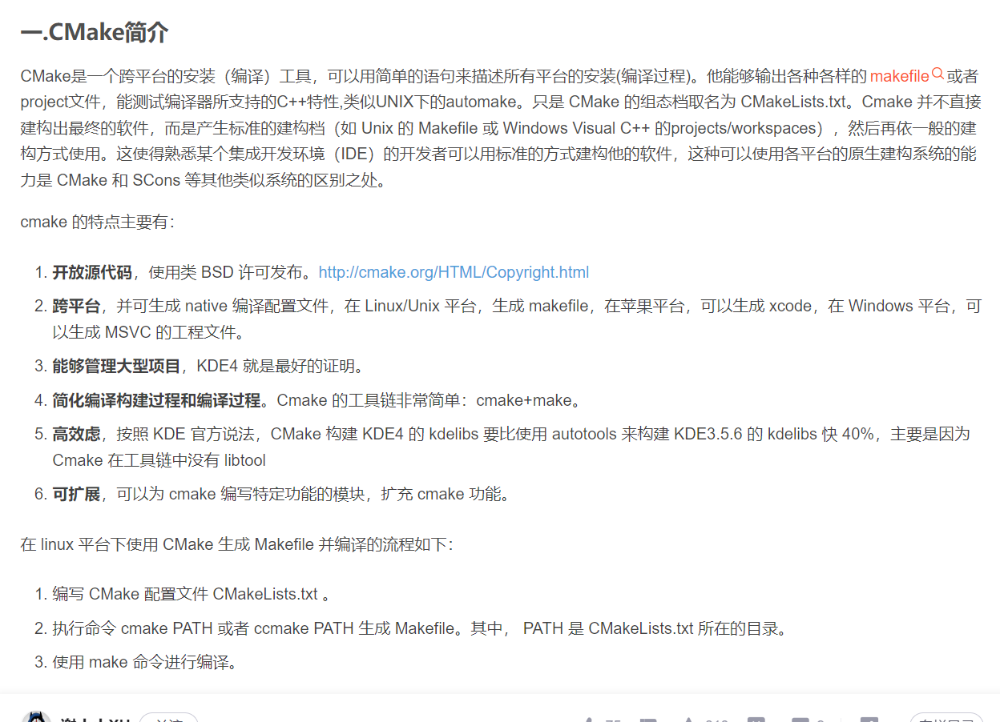 一.CMake简介
CMake是一个跨平台的安装（编译）工具，可以用简单的语句来描述所有平台的安装(编译过程)。他能够输出各种各样的 makefile 或者
project文件，能测试编译器所支持的C++特性,类似UNIX下的automake。只是 CMake 的组态档取名为 CMakeLists.txt。Cmake 并不直接
建构出最终的软件，而是产生标准的建构档（如 Unix 的 Makefile 或 Windows Visual C++ 的projects/workspaces），然后再依一般的建
构方式使用。这使得熟悉某个集成开发环境（IDE）的开发者可以用标准的方式建构他的软件，这种可以使用各平台的原生建构系统的能
力是 CMake 和 SCons 等其他类似系统的区别之处。
cmake 的特点主要有：
1. 开放源代码，使用类 BSD 许可发布。http://cmake.org/HTML/Copyright.html
2. 跨平台，并可生成 native 编译配置文件，在 Linux/Unix 平台，生成 makefile，在苹果平台，可以生成 xcode，在 Windows 平台，可
以生成 MSVC 的工程文件。
3. 能够管理大型项目，KDE4 就是最好的证明。
4. 简化编译构建过程和编译过程。Cmake 的工具链非常简单：cmake+make。
5. 高效虑，按照 KDE 官方说法，CMake 构建 KDE4 的 kdelibs 要比使用 autotools 来构建 KDE3.5.6 的 kdelibs 快 40%，主要是因为
Cmake 在工具链中没有 libtool
6. 可扩展，可以为 cmake 编写特定功能的模块，扩充 cmake 功能。
在 linux 平台下使用 CMake 生成 Makefile 并编译的流程如下：
1. 编写 CMake 配置文件 CMakeLists.txt 。
2. 执行命令 cmake PATH 或者 ccmake PATH 生成 Makefile。其中， PATH 是 CMakeLists.txt 所在的目录。
3. 使用 make 命令进行编译。